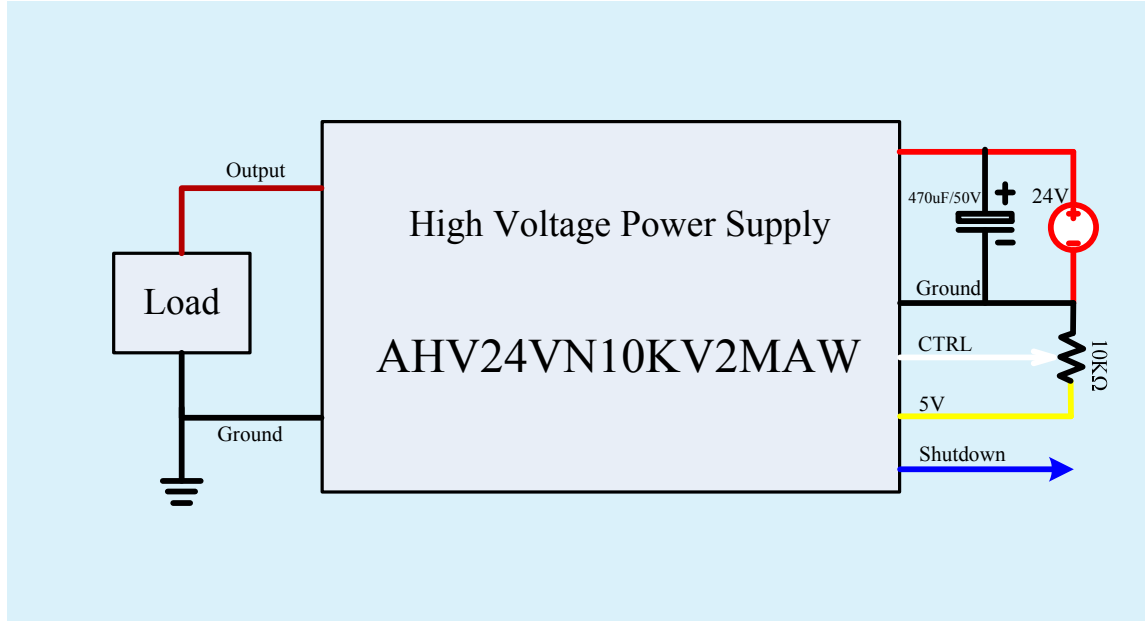 Output
High Voltage Power Supply
470uF/50V
+
24V
+
−
−
Load
Ground
AHV24VN10KV2MAW
CTRL
10KΩ
5V
Ground
Shutdown